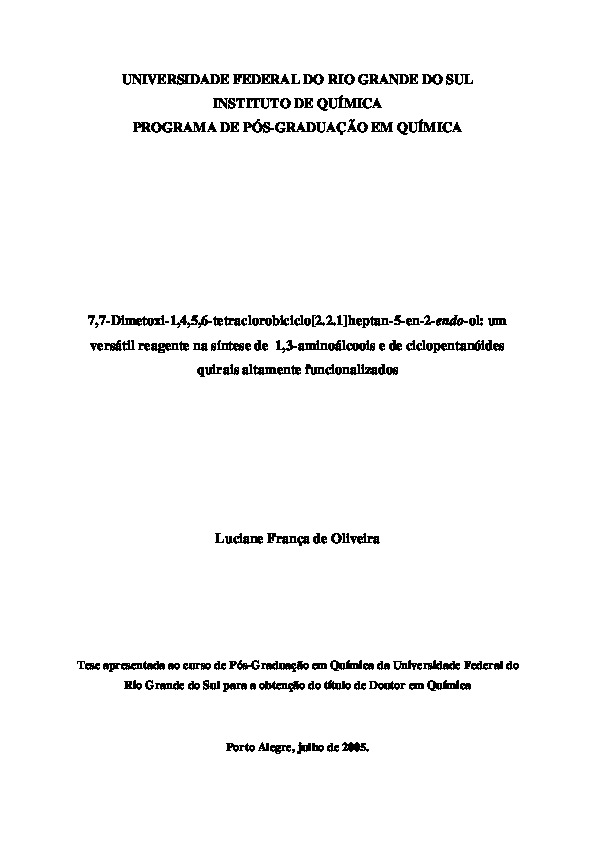 UNIVERSIDADE FEDERAL DO RIO GRANDE DO SUL
INSTITUTO DE QUÍMICA
PROGRAMA DE PÓS-GRADUAÇÃO EM QUÍMICA
7,7-Dimetoxi-1,4,5,6-tetraclorobiciclo[2.2.1]heptan-5-en-2-endo-ol: um
versátil reagente na síntese de 1,3-aminoálcoois e de ciclopentanóides
quirais altamente funcionalizados
Luciane França de Oliveira
Tese apresentada ao curso de Pós-Graduação em Química da Universidade Federal do
Rio Grande do Sul para a obtenção do título de Doutor em Química
Porto Alegre, julho de 2005.